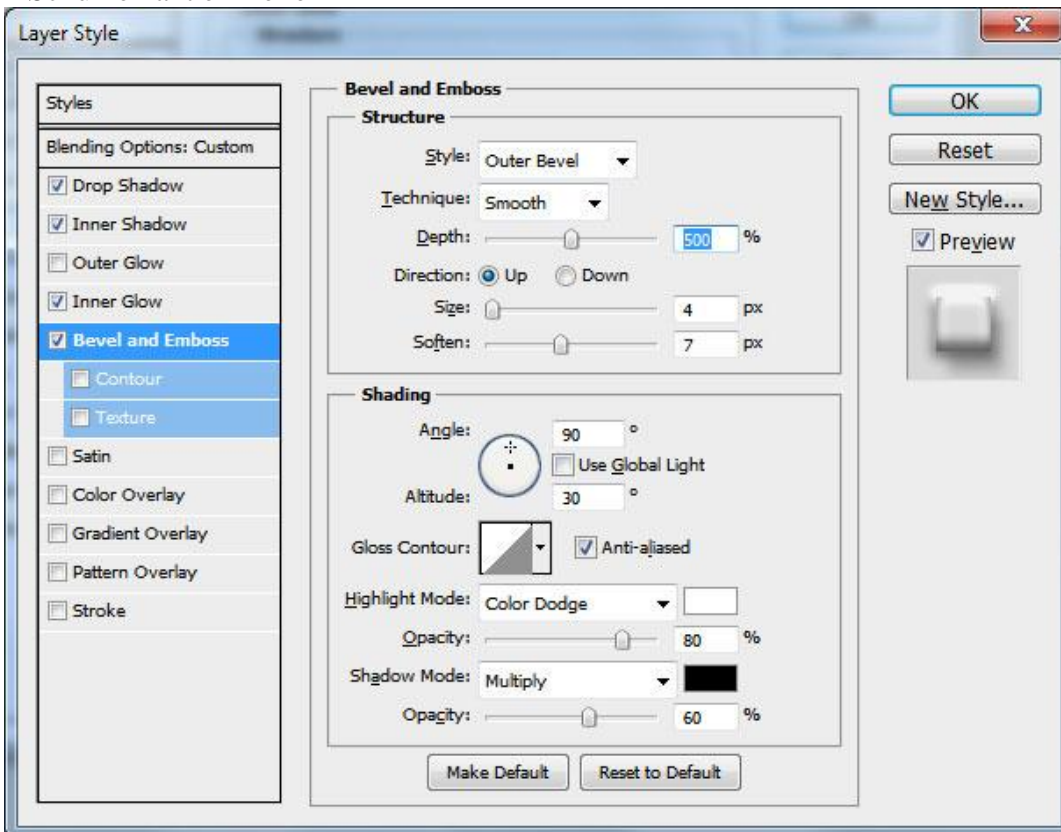 Layer Style
Styles
Blending Options: Custom
Drop Shadow
Inner Shadow
Outer Glow
Inner Glow
Bevel and Emboss
Contour
Texture
Satin
Color Overlay
Gradient Overlay
Pattern Overlay
Stroke
Bevel and Emboss
Structure
Style: Outer Bevel
Technique: Smooth
Depth: 500 %
Direction: Up Down
Size: 4 px
Soften: 7 px
Shading
Angle: 90 °
Use Global Light
Altitude: 30 °
Gloss Contour: Anti-aliased
Highlight Mode: Color Dodge
Opacity: 80 %
Shadow Mode: Multiply
Opacity: 60 %
Make Default Reset to Default
OK
Reset
New Style...
Preview